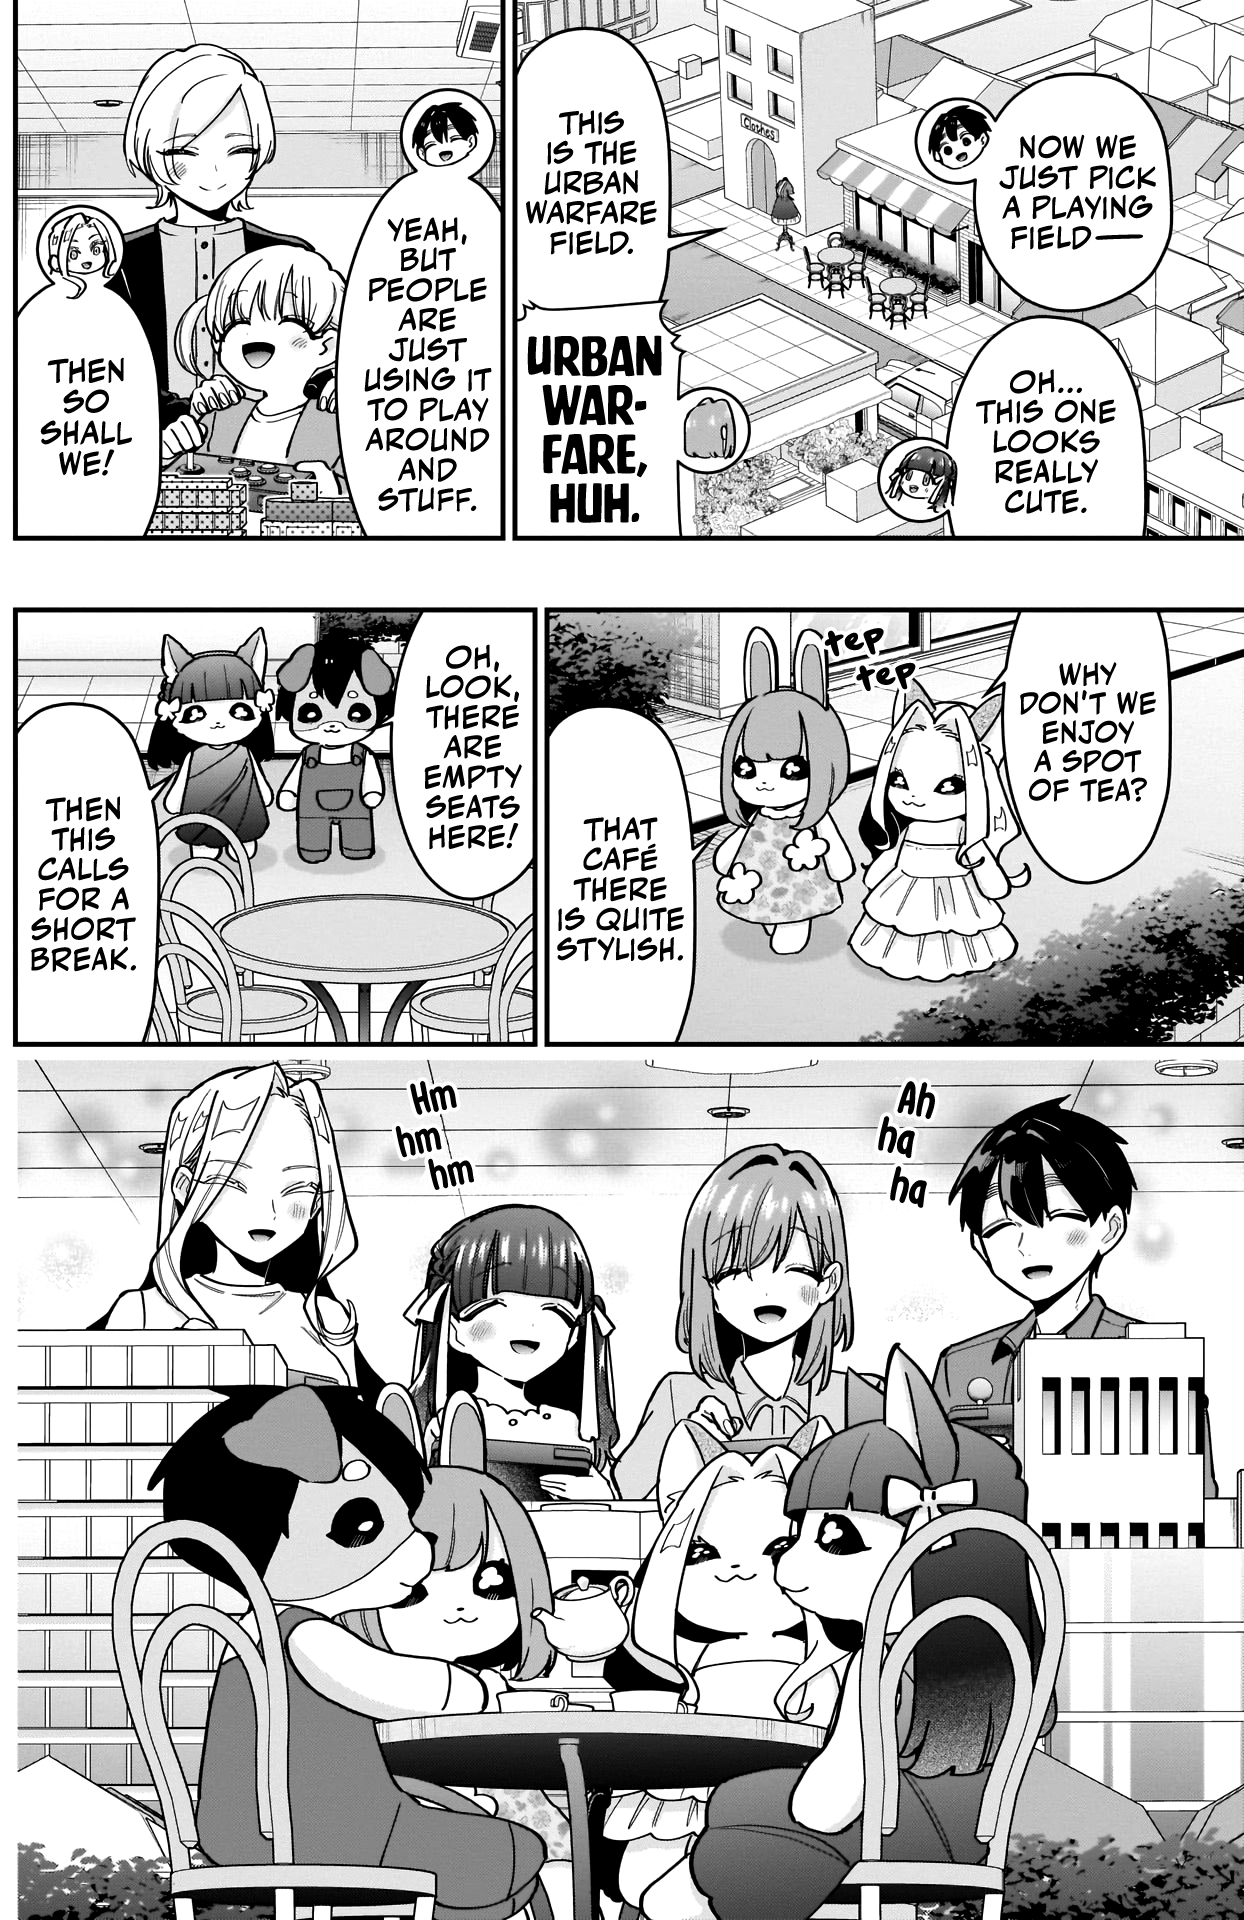 NOW WE
JUST PICK
A PLAYING
FIELD—
Clothes
THIS
IS THE
URBAN
WARFARE
FIELD.
OH...
THIS ONE
LOOKS
REALLY
CUTE.
URBAN
WAR-
FARE,
HUH.
YEAH,
BUT
PEOPLE
ARE
JUST
USING IT
TO PLAY
AROUND
AND
STUFF.
THEN
SO
SHALL
WE!
WHY
DON'T WE
ENJOY
A SPOT
OF TEA?
tep
tep
THAT
CAFÉ
THERE
IS QUITE
STYLISH.
OH,
LOOK,
THERE
ARE
EMPTY
SEATS
HERE!
THEN
THIS
CALLS
FOR A
SHORT
BREAK.
Ah
ha
ha
Hm
hm
hm